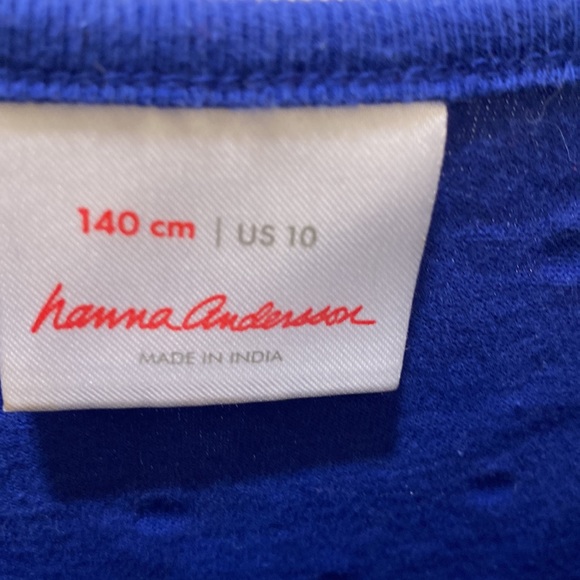 140 cm | US 10
hanna Andersson
MADE IN INDIA